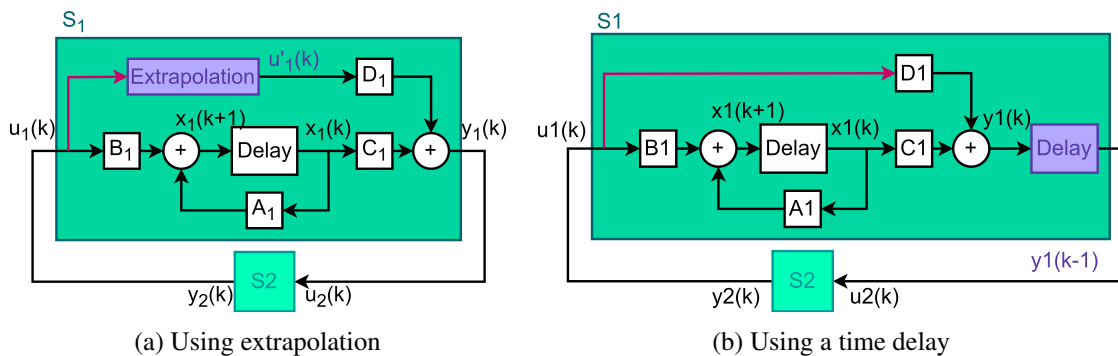 S₁
Extrapolation
u'₁(k)
D₁
u₁(k)
x₁(k+1)
x₁(k)
y₁(k)
B₁
+
Delay
C₁
+
A₁
S2
y₂(k)
u₂(k)
(a) Using extrapolation
S1
D1
u1(k)
x1(k+1)
x1(k)
y1(k)
B1
+
Delay
C1
+
Delay
A1
y1(k-1)
S2
y2(k)
u2(k)
(b) Using a time delay